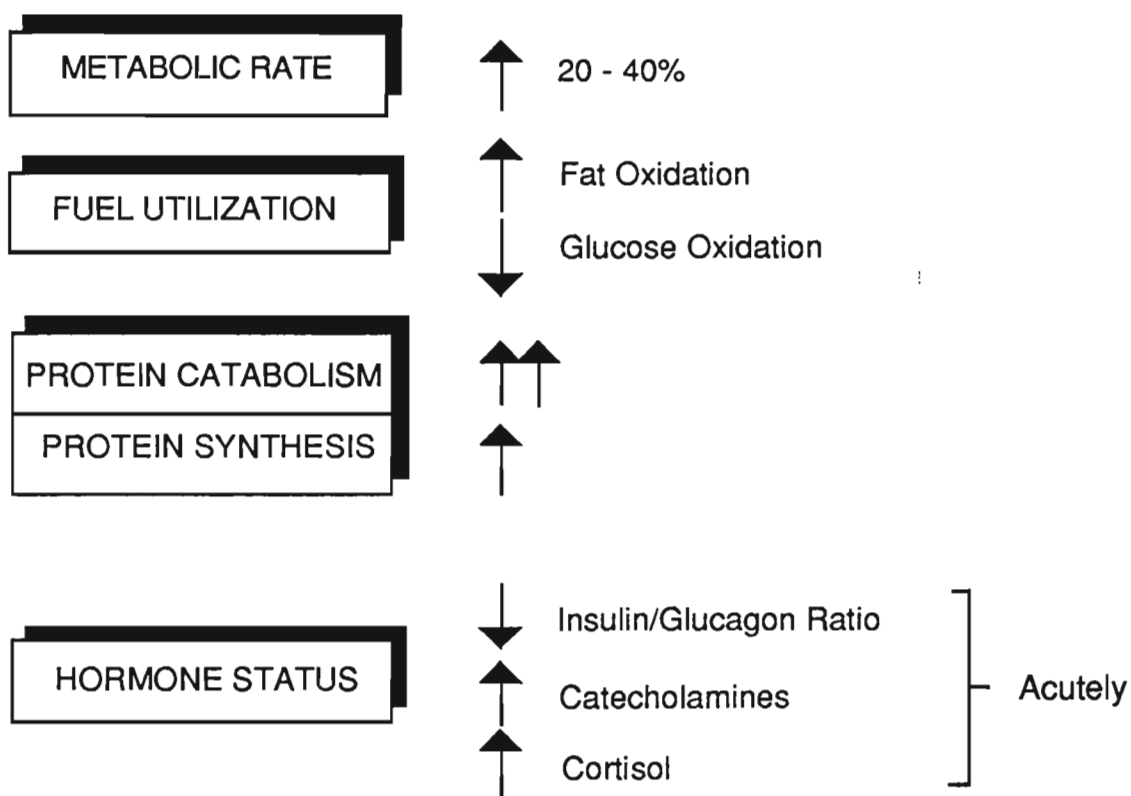 METABOLIC RATE
20 - 40%
FUEL UTILIZATION
Fat Oxidation
Glucose Oxidation
PROTEIN CATABOLISM
PROTEIN SYNTHESIS
HORMONE STATUS
Insulin/Glucagon Ratio
Catecholamines
Cortisol
Acutely